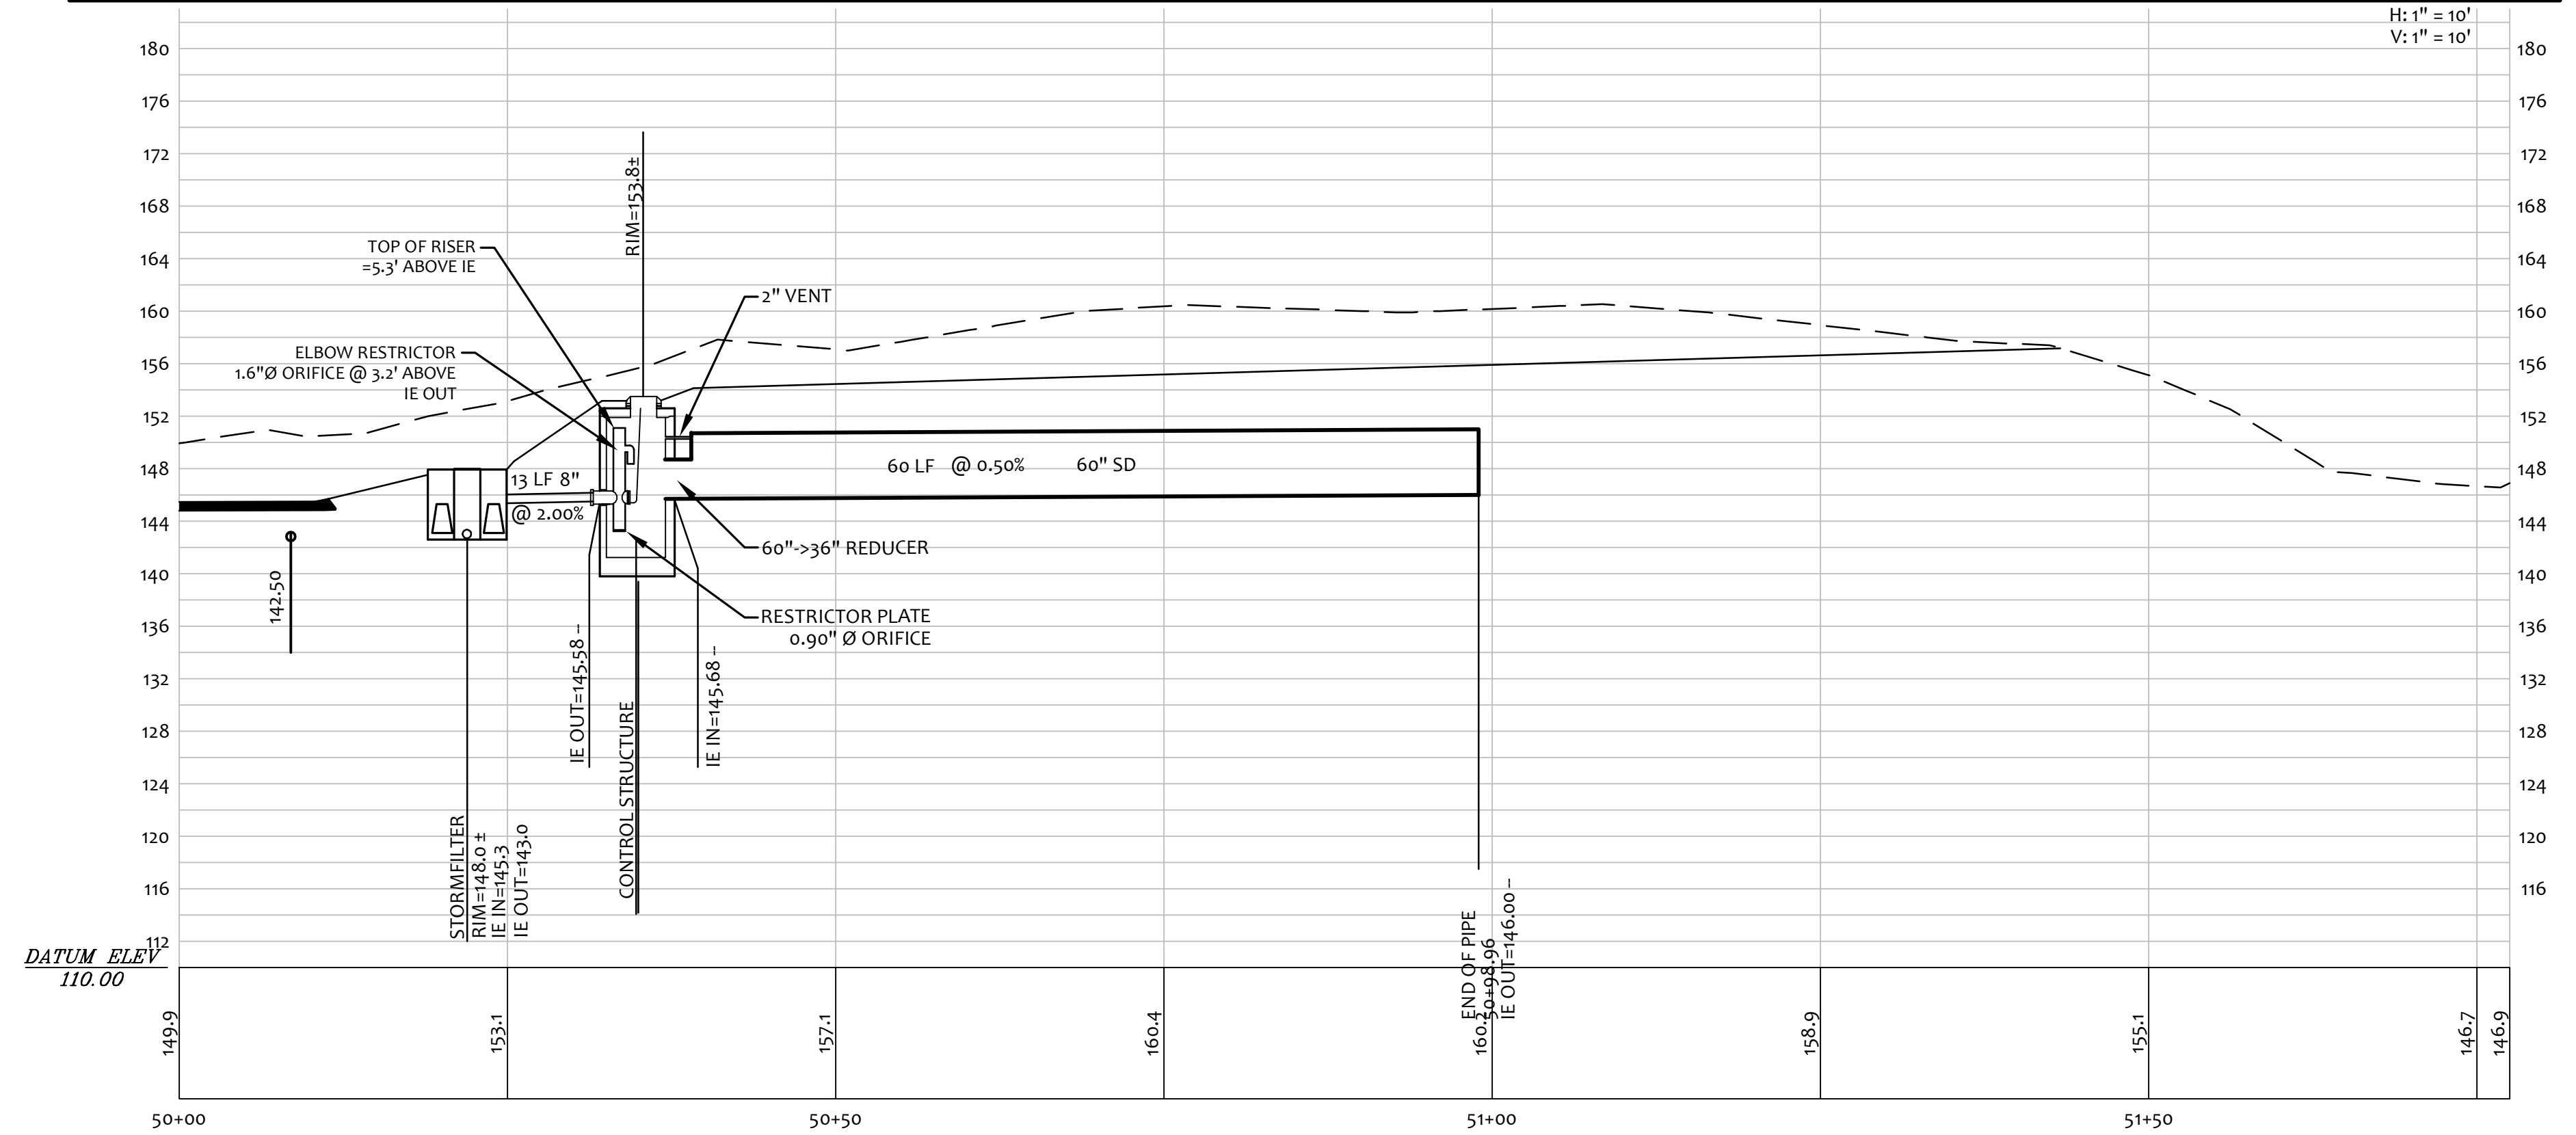 H: 1" = 10'
V: 1" = 10'
180
180
176
176
172
172
RIM=153.8±
168
168
TOP OF RISER
=5.3' ABOVE IE
164
164
2" VENT
160
160
ELBOW RESTRICTOR
1.6"Ø ORIFICE @ 3.2' ABOVE
IE OUT
156
156
152
152
60 LF @ 0.50% 60" SD
148
148
13 LF 8"
@ 2.00%
144
144
60"->36" REDUCER
142.50
140
140
RESTRICTOR PLATE
0.90" Ø ORIFICE
136
136
IE OUT=145.58 --
IE IN=145.68 --
132
132
128
128
CONTROL STRUCTURE
124
124
120
120
STORMFILTER
RIM=148.0 ±
IE IN=145.3
IE OUT=143.0
116
116
112
DATUM ELEV
110.00
END OF PIPE
50+98.96
IE OUT=146.00 --
149.9
153.1
157.1
160.4
160.2
158.9
155.1
146.7
146.9
50+00
50+50
51+00
51+50